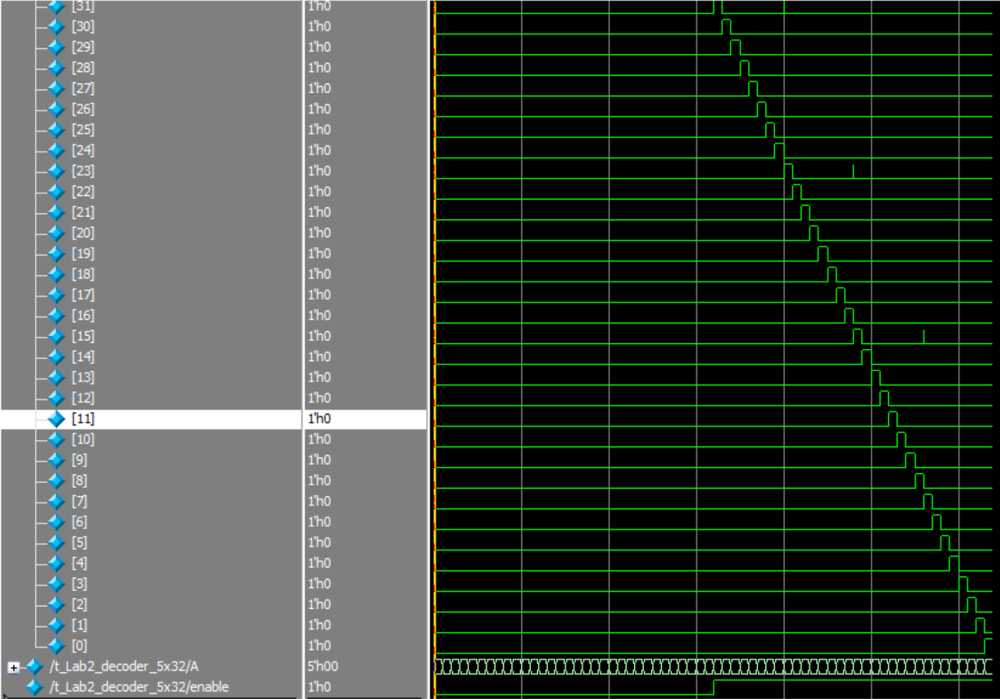 [31] 1'h0
[30] 1'h0
[29] 1'h0
[28] 1'h0
[27] 1'h0
[26] 1'h0
[25] 1'h0
[24] 1'h0
[23] 1'h0
[22] 1'h0
[21] 1'h0
[20] 1'h0
[19] 1'h0
[18] 1'h0
[17] 1'h0
[16] 1'h0
[15] 1'h0
[14] 1'h0
[13] 1'h0
[12] 1'h0
[11] 1'h0
[10] 1'h0
[9] 1'h0
[8] 1'h0
[7] 1'h0
[6] 1'h0
[5] 1'h0
[4] 1'h0
[3] 1'h0
[2] 1'h0
[1] 1'h0
[0] 1'h0
/t_Lab2_decoder_5x32/A 5'h00
/t_Lab2_decoder_5x32/enable 1'h0